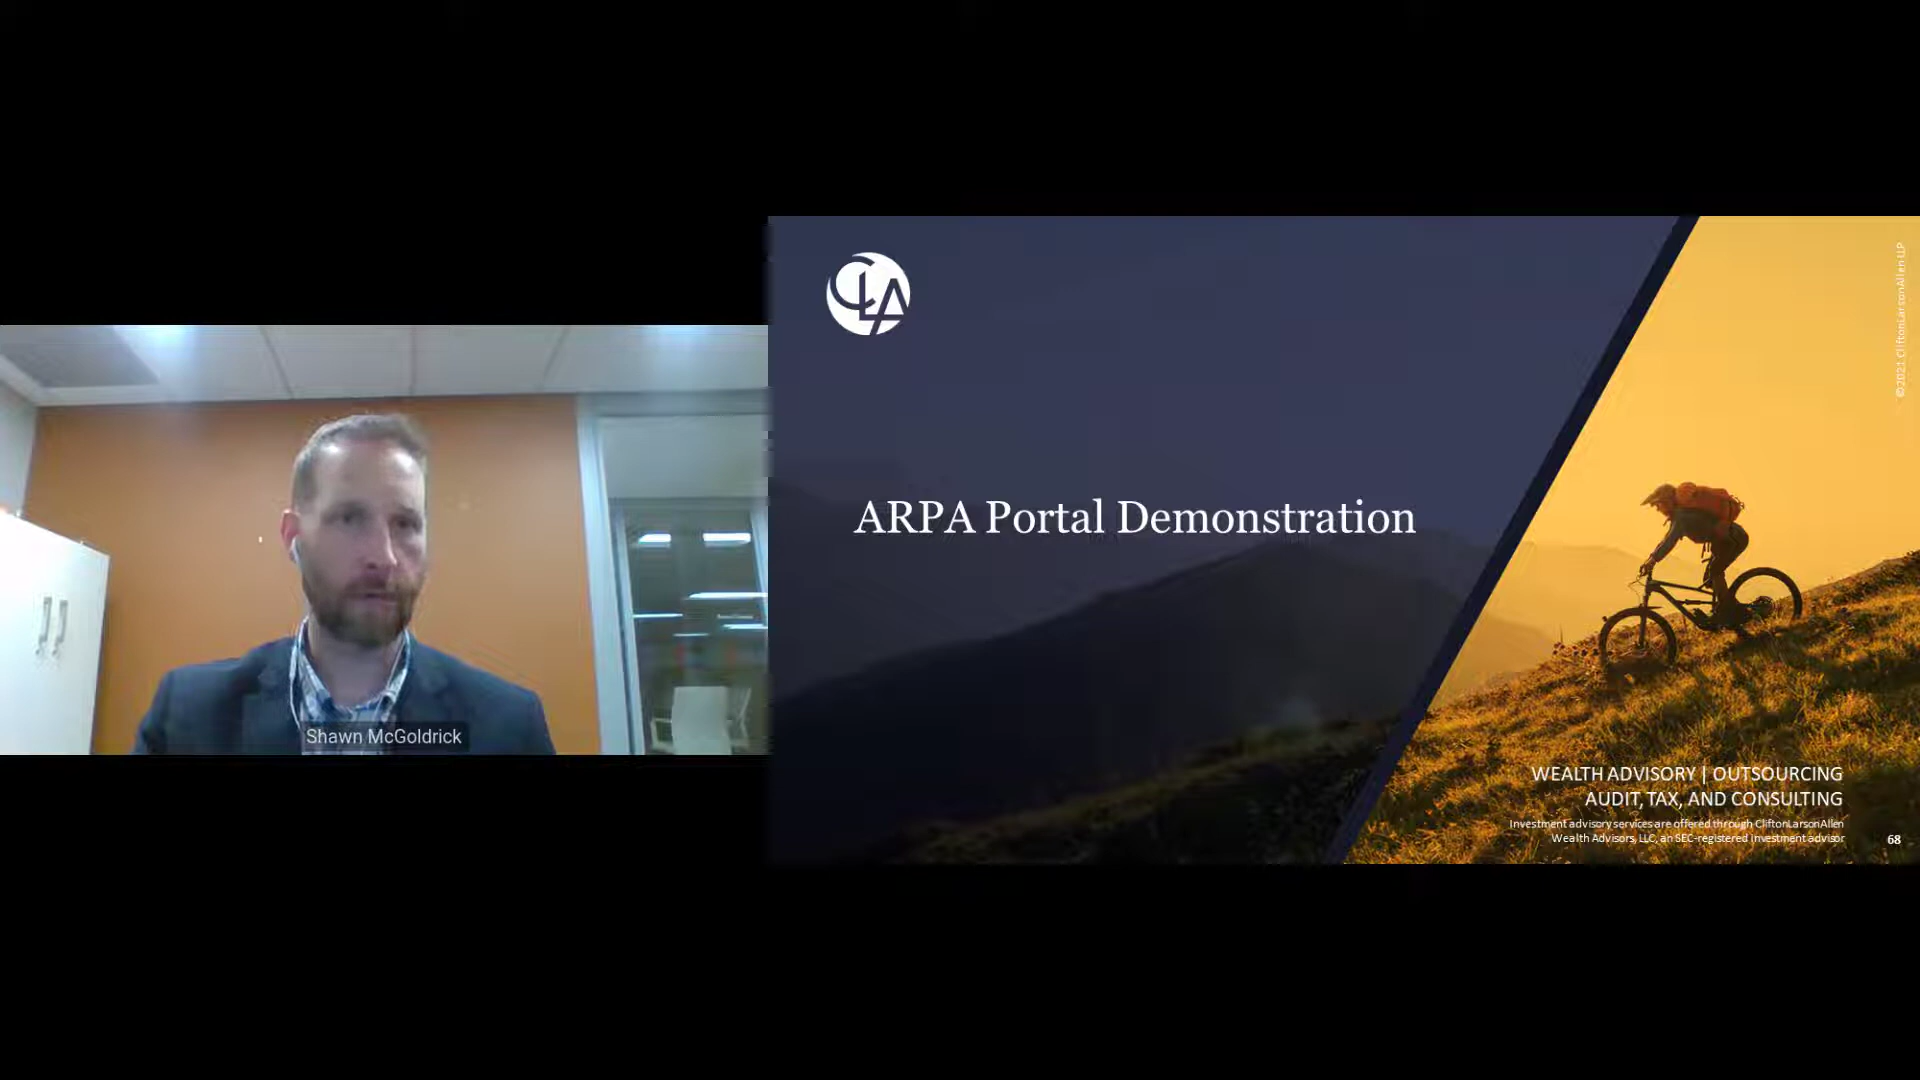 CLA
ARPA Portal Demonstration
©2021 CliftonLarsonAllen LLP
Shawn McGoldrick
WEALTH ADVISORY | OUTSOURCING
AUDIT, TAX, AND CONSULTING
Investment advisory services are offered through CliftonLarsonAllen
Wealth Advisors, LLC, an SEC-registered investment advisor
68